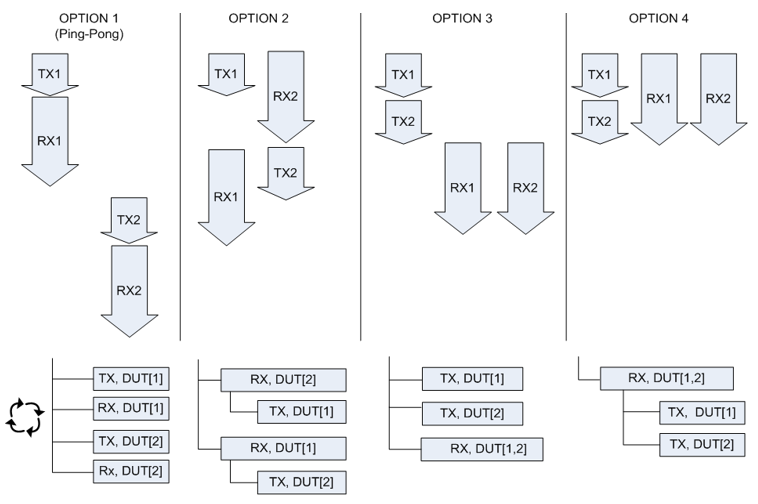 OPTION 1
(Ping-Pong)
TX1
RX1
TX2
RX2
TX, DUT[1]
RX, DUT[1]
TX, DUT[2]
Rx, DUT[2]
OPTION 2
TX1
RX2
RX1
TX2
RX, DUT[2]
TX, DUT[1]
RX, DUT[1]
TX, DUT[2]
OPTION 3
TX1
TX2
RX1
RX2
TX, DUT[1]
TX, DUT[2]
RX, DUT[1,2]
OPTION 4
TX1
TX2
RX1
RX2
RX, DUT[1,2]
TX, DUT[1]
TX, DUT[2]